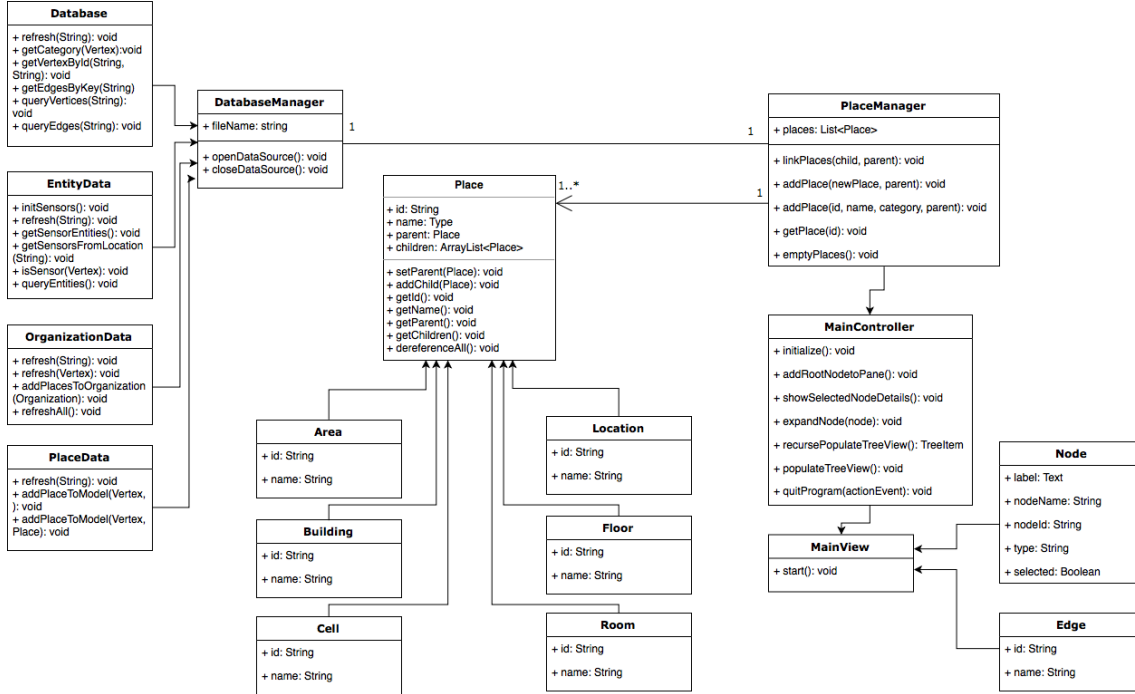 Database
+ refresh(String): void
+ getCategory(Vertex):void
+ getVertexById(String,
String): void
+ getEdgesByKey(String)
+ queryVertices(String):
void
+ queryEdges(String): void
EntityData
+ initSensors(): void
+ refresh(String): void
+ getSensorEntities(): void
+ getSensorsFromLocation
(String): void
+ isSensor(Vertex): void
+ queryEntities(): void
OrganizationData
+ refresh(String): void
+ refresh(Vertex): void
+ addPlacesToOrganization
(Organization): void
+ refreshAll(): void
PlaceData
+ refresh(String): void
+ addPlaceToModel(Vertex,
): void
+ addPlaceToModel(Vertex,
Place): void
DatabaseManager
+ fileName: string
+ openDataSource(): void
+ closeDataSource(): void
1
1
Place
+ id: String
+ name: Type
+ parent: Place
+ children: ArrayList<Place>
+ setParent(Place): void
+ addChild(Place): void
+ getId(): void
+ getName(): void
+ getParent(): void
+ getChildren(): void
+ dereferenceAll(): void
1..*
1
Area
+ id: String
+ name: String
Building
+ id: String
+ name: String
Cell
+ id: String
+ name: String
Location
+ id: String
+ name: String
Floor
+ id: String
+ name: String
Room
+ id: String
+ name: String
PlaceManager
+ places: List<Place>
+ linkPlaces(child, parent): void
+ addPlace(newPlace, parent): void
+ addPlace(id, name, category, parent): void
+ getPlace(id): void
+ emptyPlaces(): void
MainController
+ initialize(): void
+ addRootNodetoPane(): void
+ showSelectedNodeDetails(): void
+ expandNode(node): void
+ recursePopulateTreeView(): TreeItem
+ populateTreeView(): void
+ quitProgram(actionEvent): void
MainView
+ start(): void
Node
+ label: Text
+ nodeName: String
+ nodeId: String
+ type: String
+ selected: Boolean
Edge
+ id: String
+ name: String